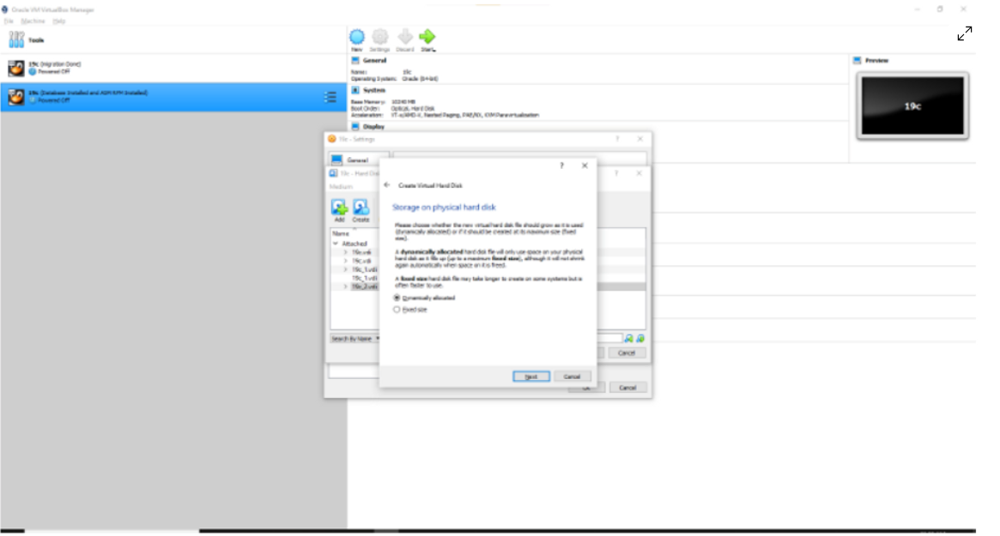 Oracle VM VirtualBox Manager
File Machine Help
Tools
New Settings Discard Start
19c (Migration Done)
Powered Off
19c (Database Installed and ASM RPM Installed)
Powered Off
General
Name: 19c
Operating System: Oracle (64-bit)
System
Base Memory: 10240 MB
Boot Order: Optical, Hard Disk
Acceleration: VT-x/AMD-V, Nested Paging, PAE/NX, KVM Paravirtualization
Display
Preview
19c
19c - Settings
General
19c - Hard Dis
Medium
Add Create
Name
Attached
19c.vdi
19c.vdi
19c_1.vdi
19c_1.vdi
19c_2.vdi
Search By Name
Cancel
Cancel
Create Virtual Hard Disk
Storage on physical hard disk
Please choose whether the new virtual hard disk file should grow as it is used
(dynamically allocated) or if it should be created at its maximum size (fixed
size).
A dynamically allocated hard disk file will only use space on your physical
hard disk as it fills up (up to a maximum fixed size), although it will not shrink
again automatically when space on it is freed.
A fixed size hard disk file may take longer to create on some systems but is
often faster to use.
Dynamically allocated
Fixed size
Next Cancel